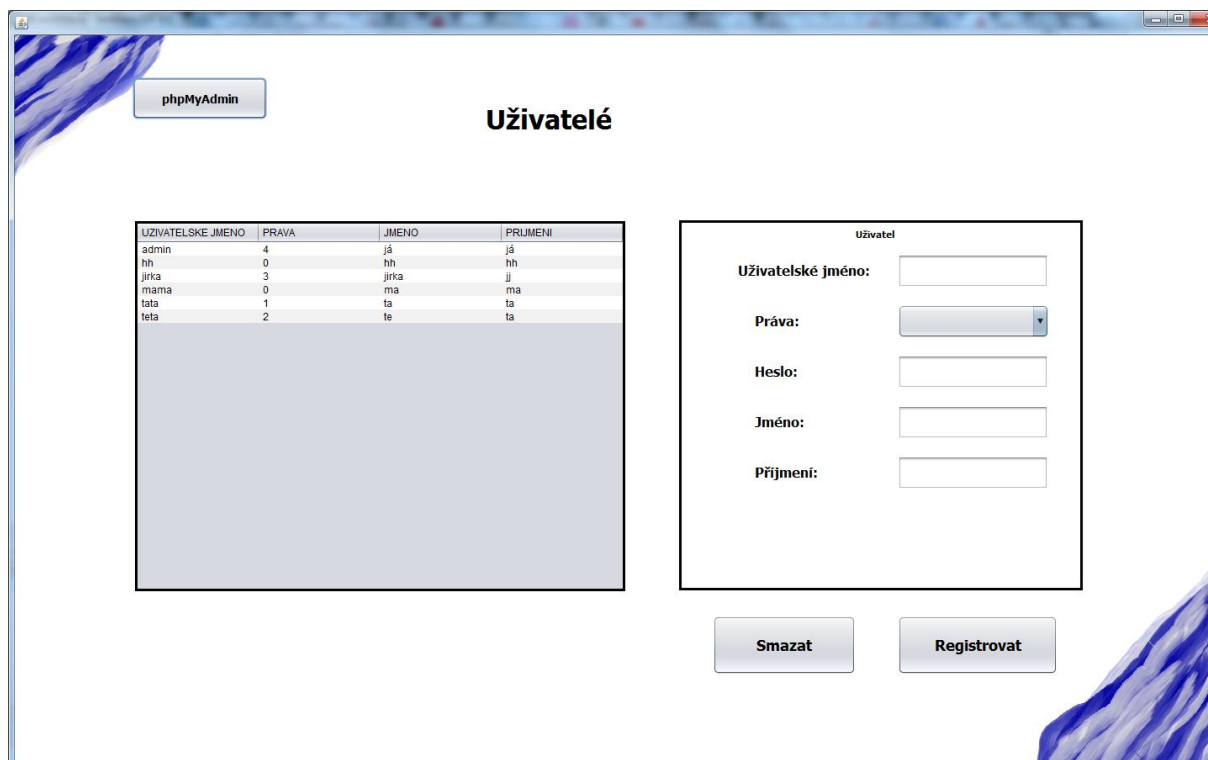 phpMyAdmin
Uživatelé
UZIVATELSKE JMENO PRAVA JMENO PRIJMENI
admin 4 já já
hh 0 hh hh
jirka 3 jirka jj
mama 0 ma ma
tata 1 ta ta
teta 2 te ta
Uživatel
Uživatelské jméno:
Práva:
Heslo:
Jméno:
Příjmení:
Smazat Registrovat